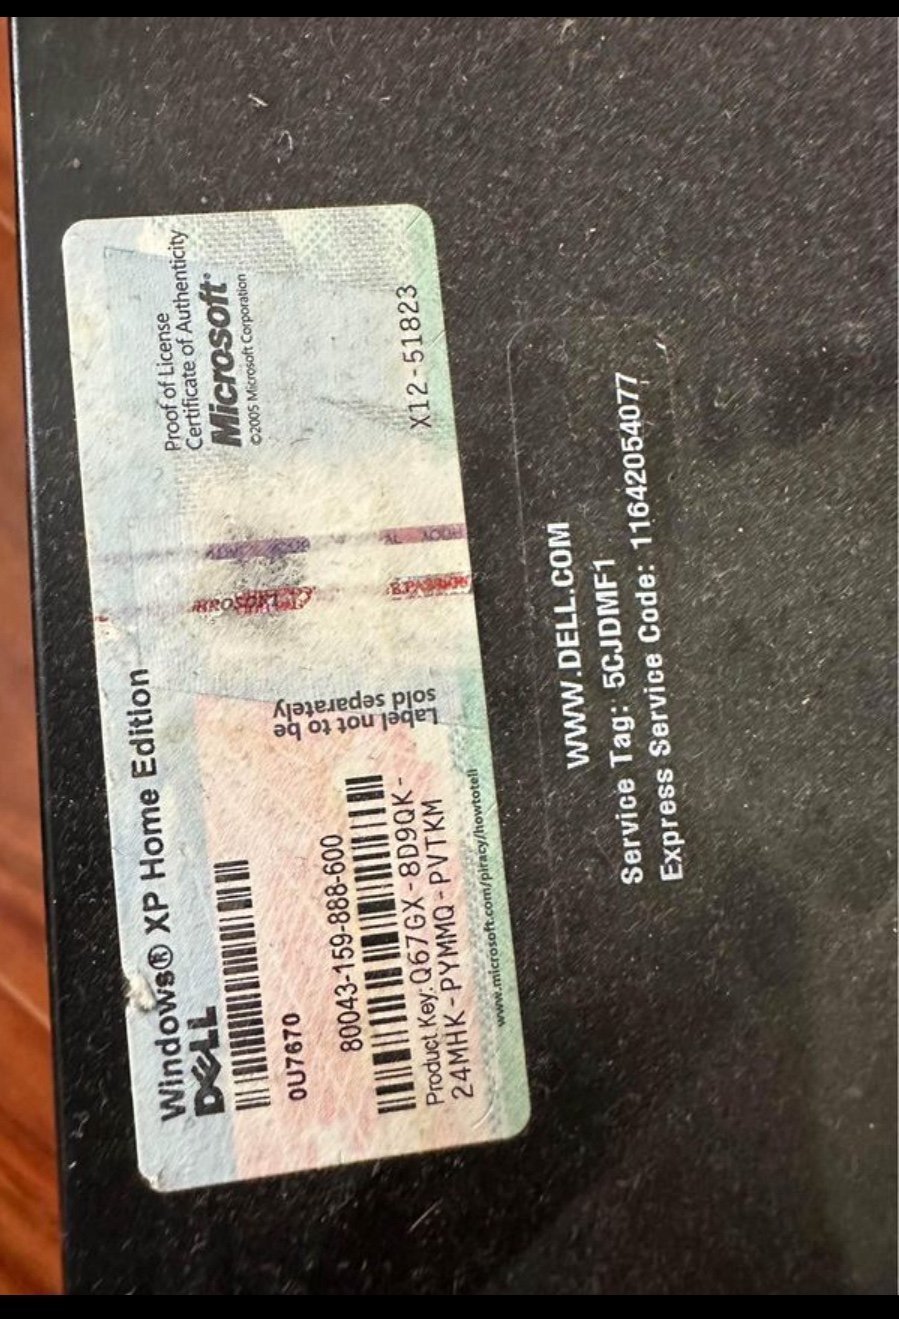 Windows® XP Home Edition
DELL
0U7670
80043-159-888-600
Product Key: Q67GX-8D9QK-
24MHK-PYMMQ-PVTKM
www.microsoft.com/piracy/howtotell
Label not to be
sold separately
Proof of License
Certificate of Authenticity
Microsoft®
©2005 Microsoft Corporation
X12-51823
WWW.DELL.COM
Service Tag: 5CJDMF1
Express Service Code: 11642054077